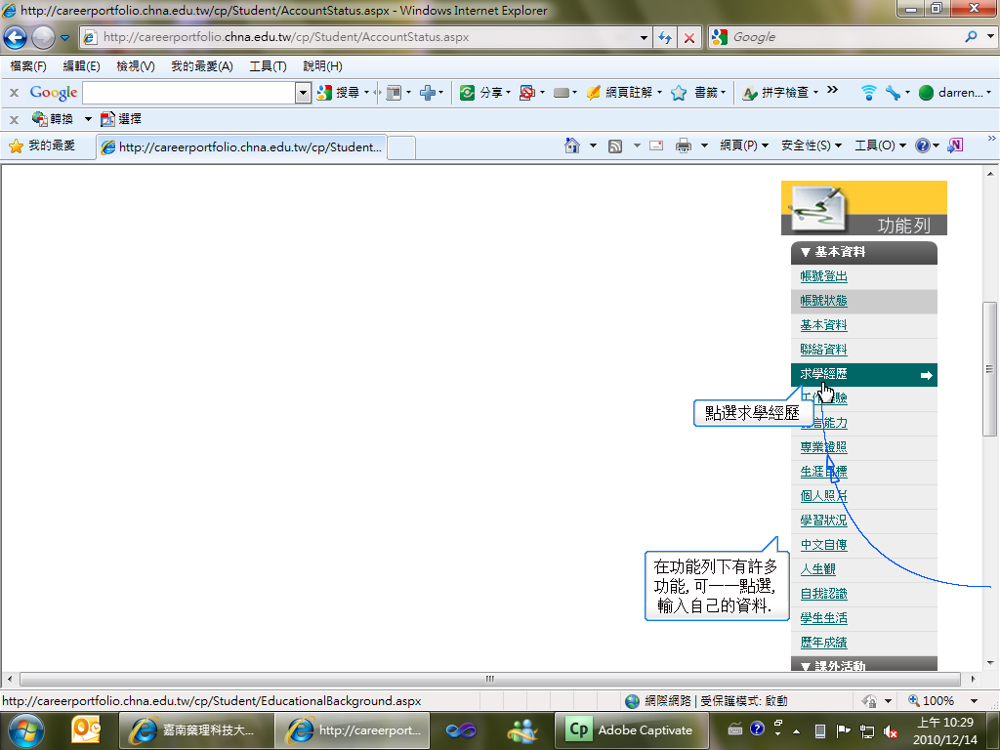 http://careerportfolio.chna.edu.tw/cp/Student/AccountStatus.aspx - Windows Internet Explorer
http://careerportfolio.chna.edu.tw/cp/Student/AccountStatus.aspx
Google
檔案(F) 編輯(E) 檢視(V) 我的最愛(A) 工具(T) 說明(H)
x Google 搜尋 分享 網頁註解 書籤 拼字檢查 darren...
x 轉換 選擇
我的最愛 http://careerportfolio.chna.edu.tw/cp/Student... 網頁(P) 安全性(S) 工具(O)
功能列
▼ 基本資料
帳號登出
帳號狀態
基本資料
聯絡資料
求學經歷
點選求學經歷
專業證照
生涯目標
個人照片
學習狀況
中文自傳
在功能列下有許多
功能, 可一一點選,
輸入自己的資料.
人生觀
自我認識
學生生活
歷年成績
▼ 課外活動
http://careerportfolio.chna.edu.tw/cp/Student/EducationalBackground.aspx 網際網路 | 受保護模式: 啟動 100%
嘉南藥理科技大... http://careerport... Cp Adobe Captivate
上午 10:29
2010/12/14